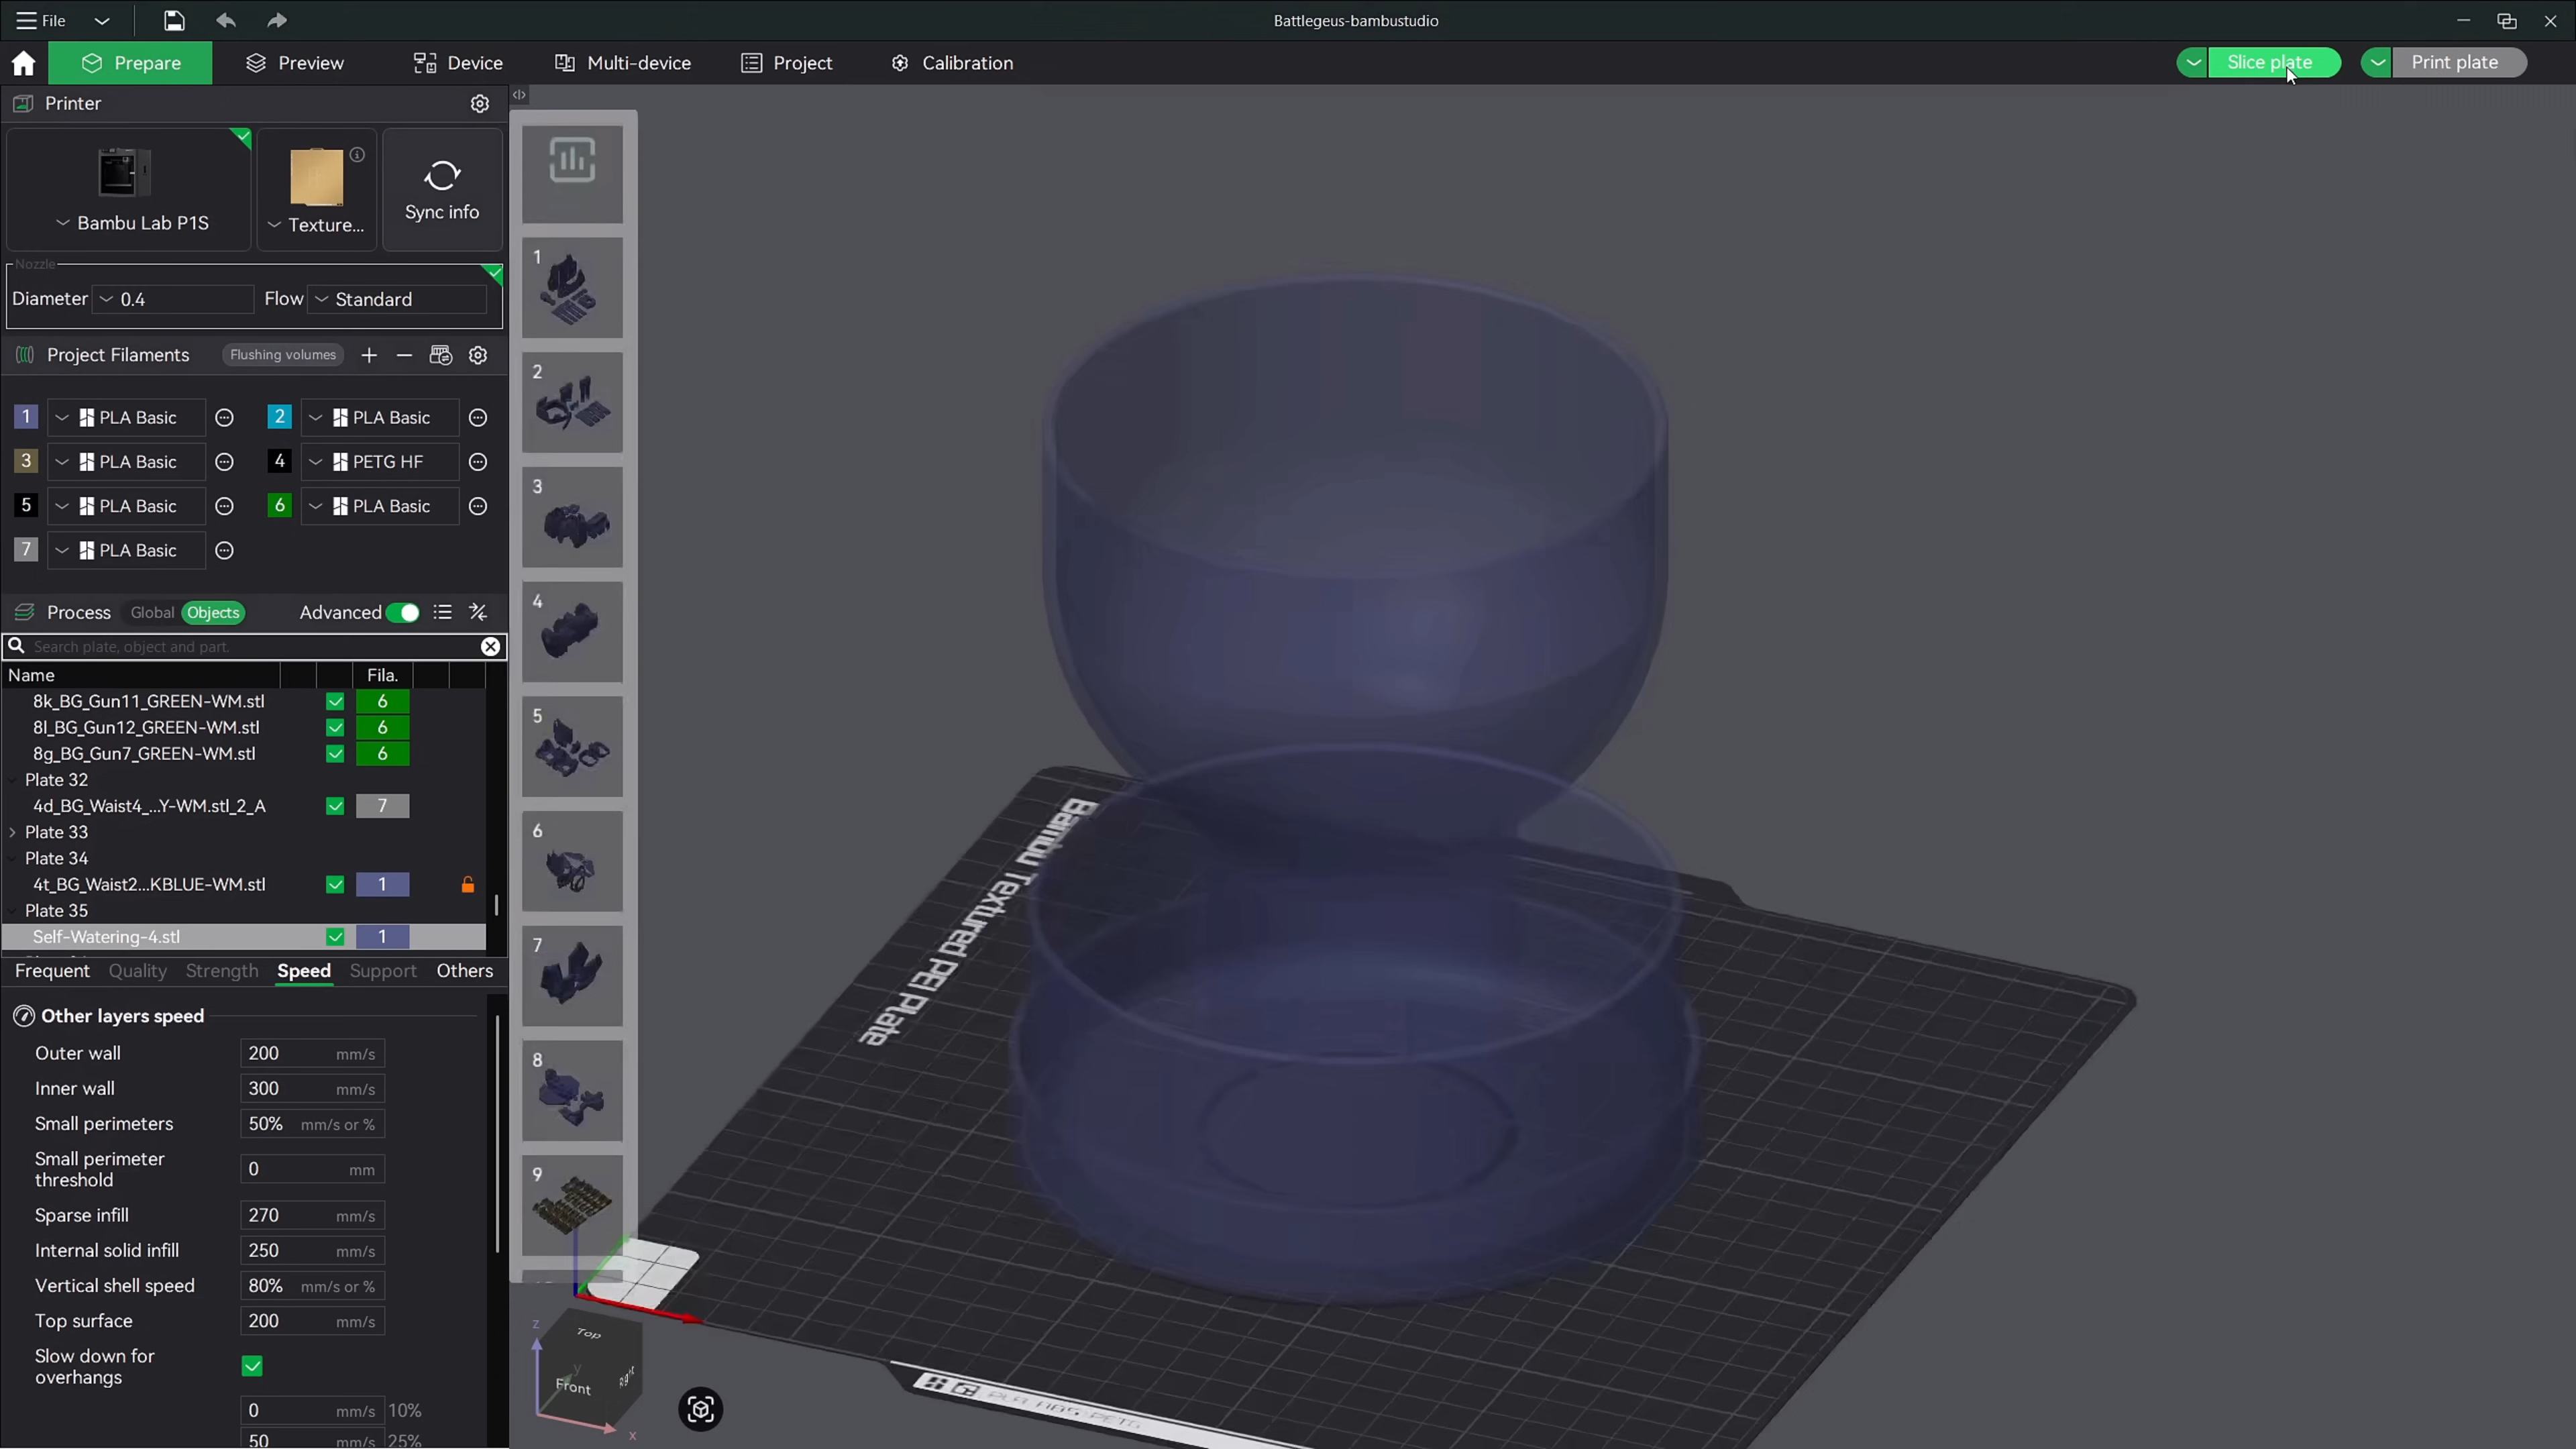 File
Battlegeus-bambustudio
Prepare
Preview
Device
Multi-device
Project
Calibration
Slice plate
Print plate
Printer
Bambu Lab P1S
Texture...
Sync info
Nozzle
Diameter 0.4 Flow Standard
Project Filaments Flushing volumes
1 PLA Basic 2 PLA Basic
3 PLA Basic 4 PETG HF
5 PLA Basic 6 PLA Basic
7 PLA Basic
Process Global Objects Advanced
Search plate, object and part.
Name Fila.
8k_BG_Gun11_GREEN-WM.stl 6
8l_BG_Gun12_GREEN-WM.stl 6
8g_BG_Gun7_GREEN-WM.stl 6
Plate 32
4d_BG_Waist4_...Y-WM.stl_2_A 7
Plate 33
Plate 34
4t_BG_Waist2...KBLUE-WM.stl 1
Plate 35
Self-Watering-4.stl 1
Frequent Quality Strength Speed Support Others
Other layers speed
Outer wall 200 mm/s
Inner wall 300 mm/s
Small perimeters 50% mm/s or %
Small perimeter
threshold 0 mm
Sparse infill 270 mm/s
Internal solid infill 250 mm/s
Vertical shell speed 80% mm/s or %
Top surface 200 mm/s
Slow down for
overhangs
0 mm/s 10%
50 mm/s 25%
1
2
3
4
5
6
7
8
9
Bambu Textured PEI Plate
PLA ABS PETG
Top
Front
Right
z
y
x